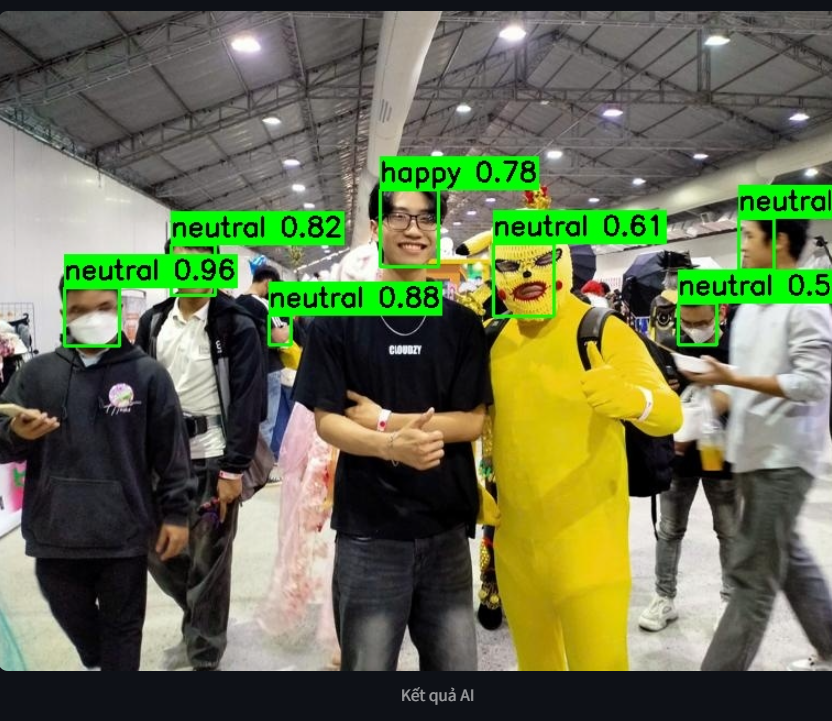 happy 0.78
neutral
neutral 0.82
neutral 0.61
neutral 0.96
neutral 0.88
neutral 0.5
CLOUDZY
Kết quả AI